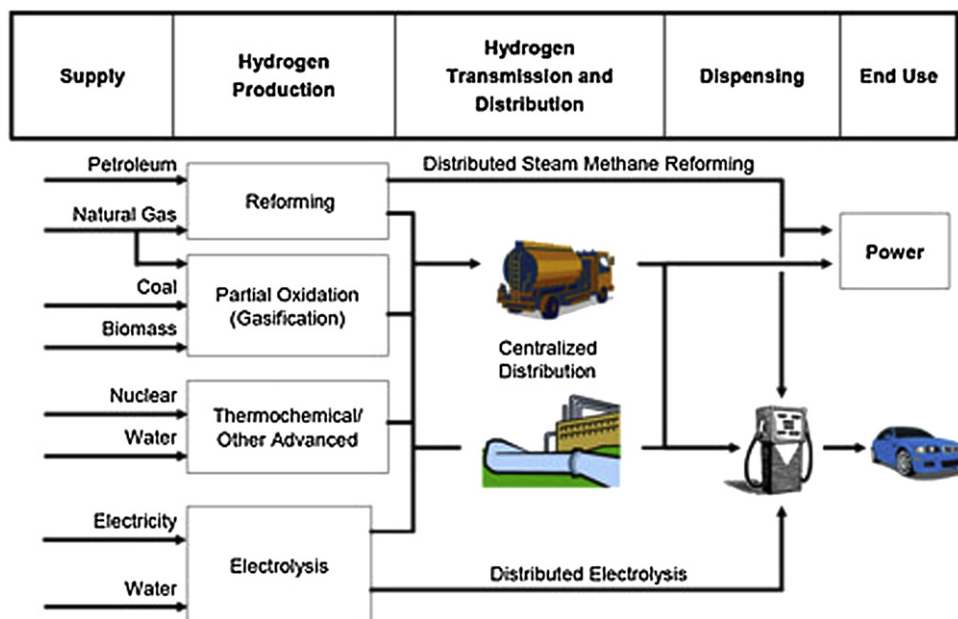 Supply
Hydrogen
Production
Hydrogen
Transmission and
Distribution
Dispensing
End Use
Petroleum
Natural Gas
Coal
Biomass
Nuclear
Water
Electricity
Water
Reforming
Partial Oxidation
(Gasification)
Thermochemical/
Other Advanced
Electrolysis
Distributed Steam Methane Reforming
Centralized
Distribution
Distributed Electrolysis
Power